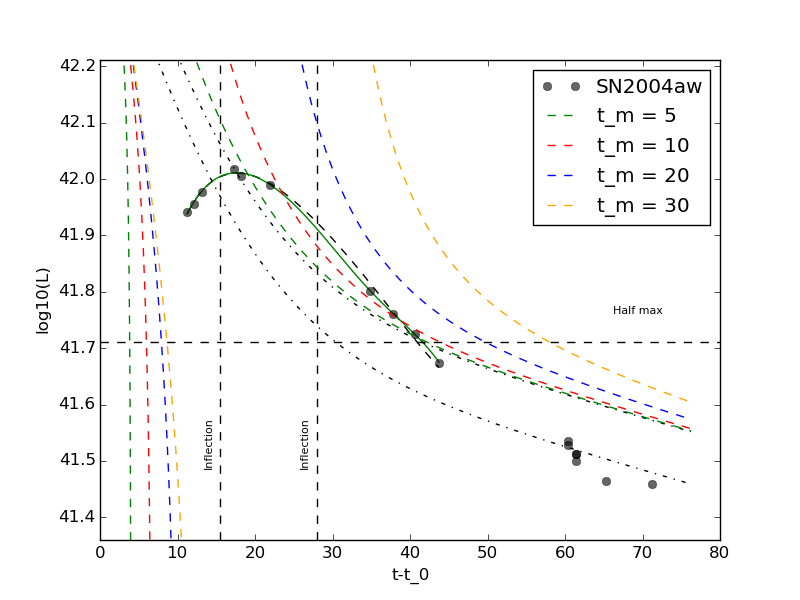 42.2
42.1
42.0
41.9
41.8
41.7
41.6
41.5
41.4
log10(L)
SN2004aw
t_m = 5
t_m = 10
t_m = 20
t_m = 30
Half max
Inflection
Inflection
0 10 20 30 40 50 60 70 80
t-t_0